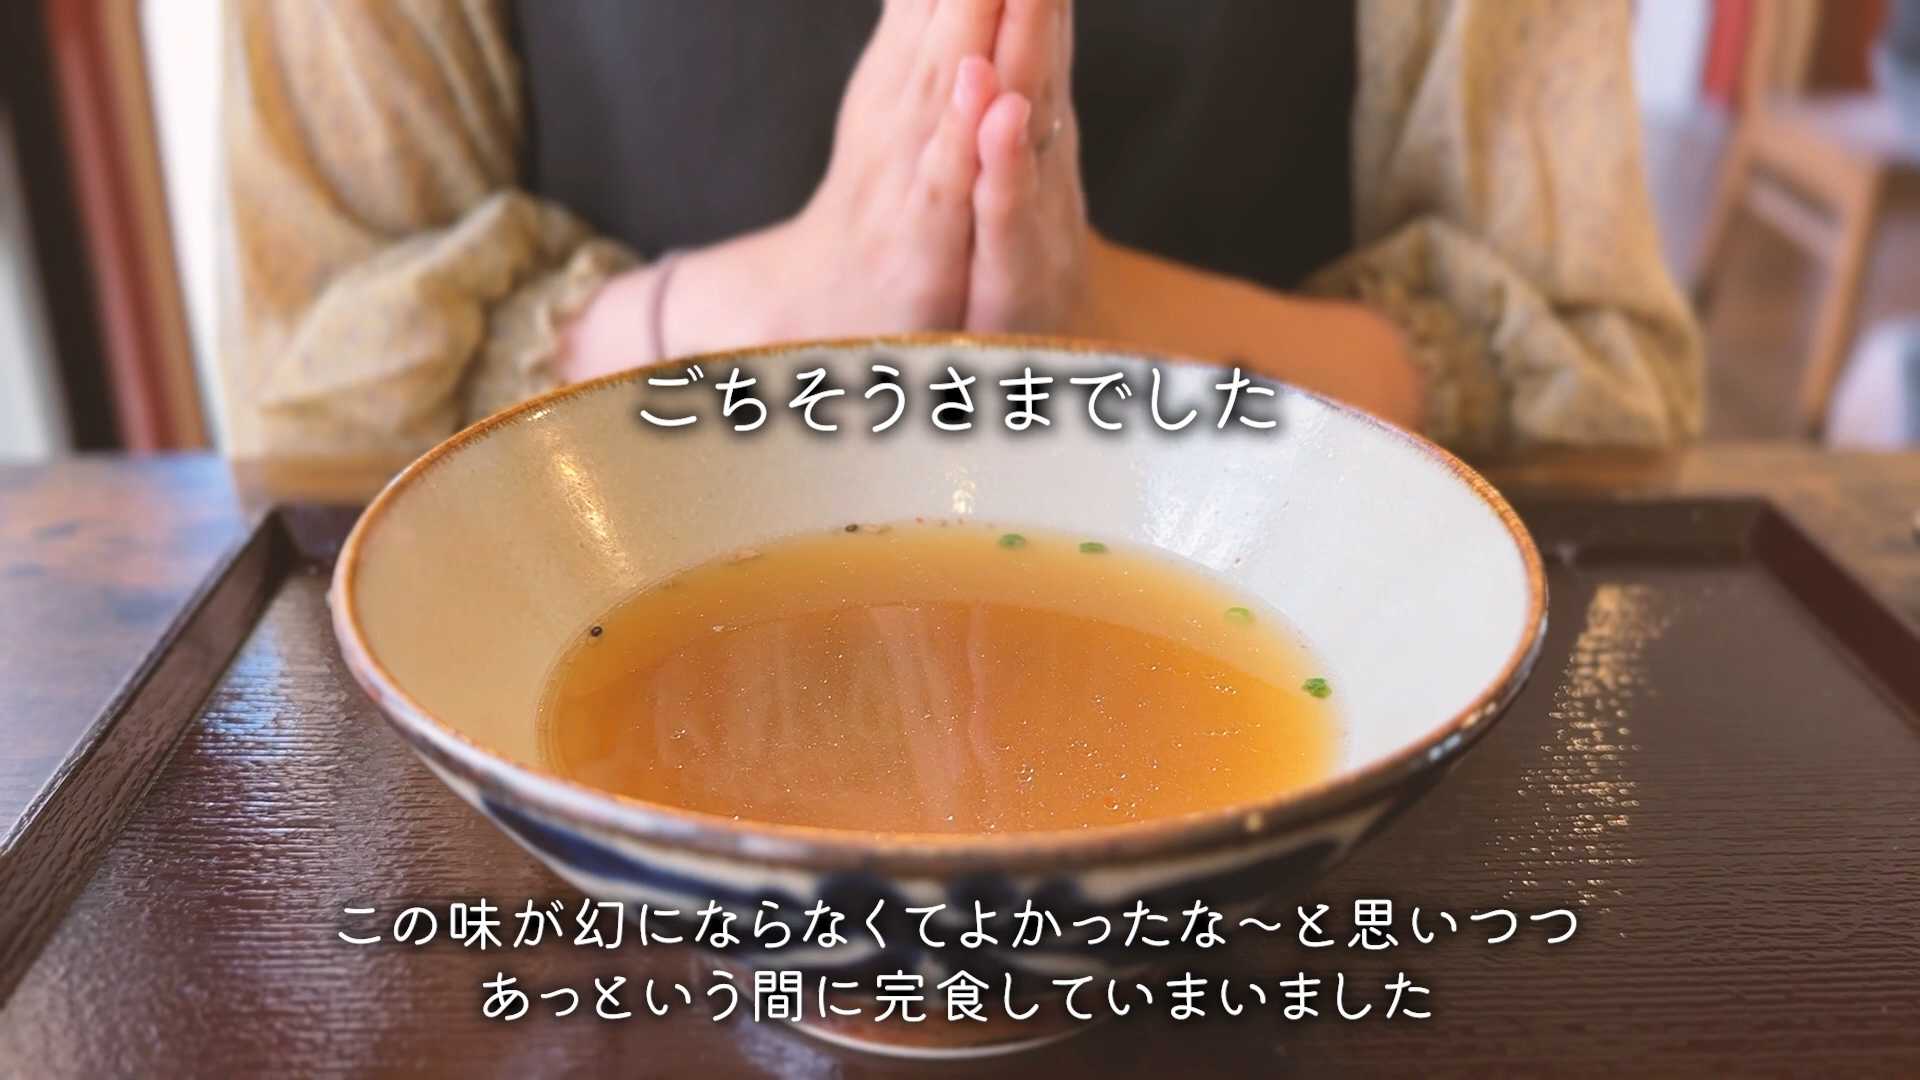 ごちそうさまでした
この味が幻にならなくてよかったな～と思いつつ
あっという間に完食していまいました